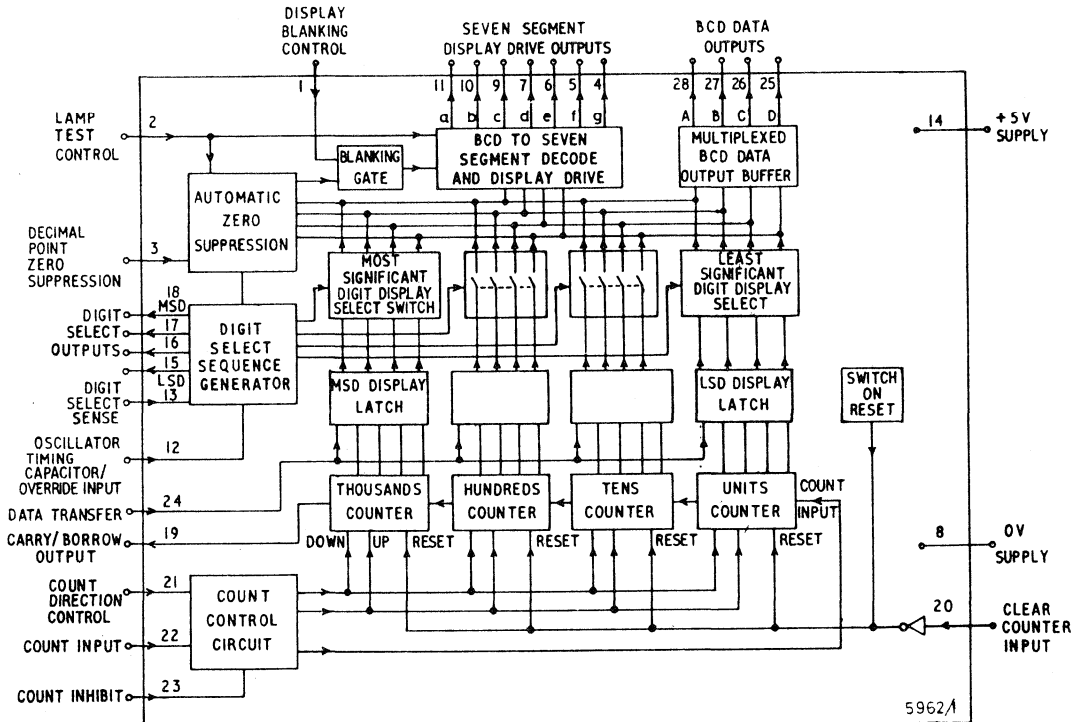 DISPLAY
BLANKING
CONTROL
SEVEN SEGMENT
DISPLAY DRIVE OUTPUTS
BCD DATA
OUTPUTS
1
11 10 9 7 6 5 4
28 27 26 25
a b c d e f g
A B C D
LAMP
TEST
CONTROL
2
BCD TO SEVEN
SEGMENT DECODE
AND DISPLAY DRIVE
MULTIPLEXED
BCD DATA
OUTPUT BUFFER
14
+5V
SUPPLY
BLANKING
GATE
AUTOMATIC
ZERO
SUPPRESSION
DECIMAL
POINT
ZERO
SUPPRESSION
3
MOST
SIGNIFICANT
DIGIT DISPLAY
SELECT SWITCH
LEAST
SIGNIFICANT
DIGIT DISPLAY
SELECT
18
MSD
DIGIT
SELECT
OUTPUTS
17
16
15
LSD
13
DIGIT
SELECT
SENSE
DIGIT
SELECT
SEQUENCE
GENERATOR
MSD DISPLAY
LATCH
LSD DISPLAY
LATCH
SWITCH
ON
RESET
OSCILLATOR
TIMING
CAPACITOR/
OVERRIDE INPUT
12
DATA TRANSFER
24
CARRY/BORROW
OUTPUT
19
THOUSANDS
COUNTER
HUNDREDS
COUNTER
TENS
COUNTER
UNITS
COUNTER
COUNT
INPUT
DOWN UP RESET
RESET
RESET
RESET
8
0V
SUPPLY
COUNT
DIRECTION
CONTROL
21
COUNT
CONTROL
CIRCUIT
COUNT INPUT
22
COUNT INHIBIT
23
20
CLEAR
COUNTER
INPUT
5962/1